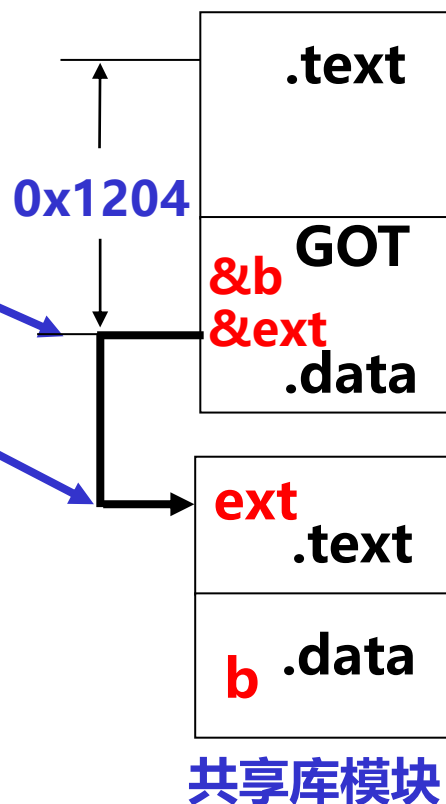 .text
0x1204
GOT
&b
&ext
.data
ext
.text
b .data
共享库模块